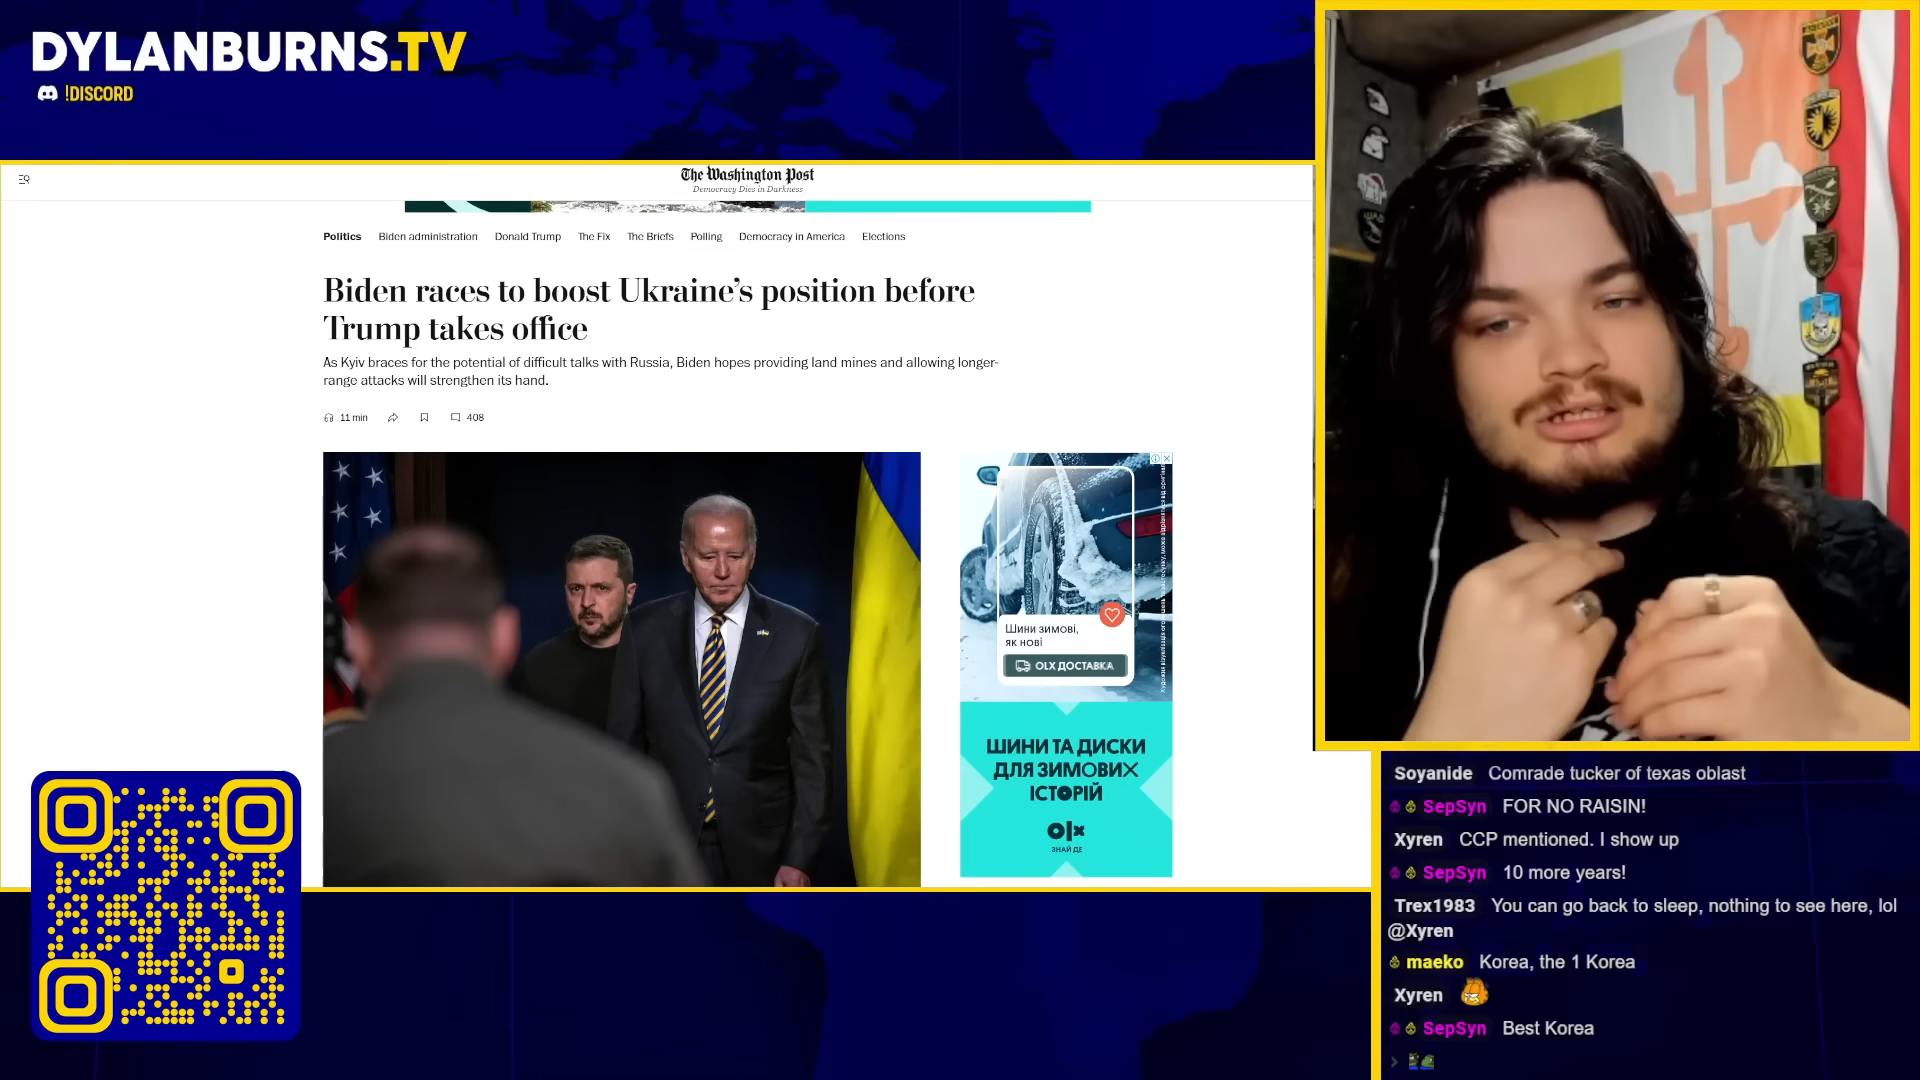 DYLANBURNS.TV
!DISCORD
The Washington Post
Democracy Dies in Darkness
Politics Biden administration Donald Trump The Fix The Briefs Polling Democracy in America Elections
Biden races to boost Ukraine’s position before
Trump takes office
As Kyiv braces for the potential of difficult talks with Russia, Biden hopes providing land mines and allowing longer-
range attacks will strengthen its hand.
11 min 408
Шини зимові,
як нові
OLX ДОСТАВКА
ШИНИ ТА ДИСКИ
ДЛЯ ЗИМОВИХ
ІСТОРІЙ
olx
ЗНАЙ ДЕ
Soyanide Comrade tucker of texas oblast
SepSyn FOR NO RAISIN!
Xyren CCP mentioned. I show up
SepSyn 10 more years!
Trex1983 You can go back to sleep, nothing to see here, lol
@Xyren
maeko Korea, the 1 Korea
Xyren
SepSyn Best Korea